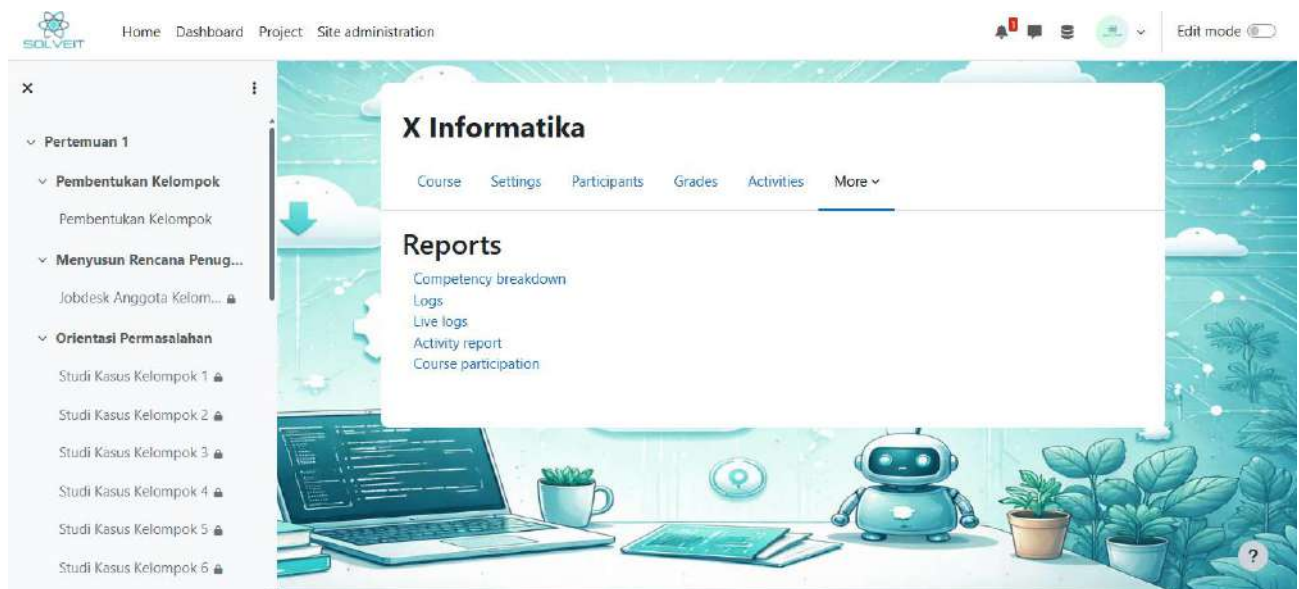 SOLVEIT
Home Dashboard Project Site administration
1
Edit mode
Pertemuan 1
Pembentukan Kelompok
Pembentukan Kelompok
Menyusun Rencana Penug...
Jobdesk Anggota Kelom...
Orientasi Permasalahan
Studi Kasus Kelompok 1
Studi Kasus Kelompok 2
Studi Kasus Kelompok 3
Studi Kasus Kelompok 4
Studi Kasus Kelompok 5
Studi Kasus Kelompok 6
X Informatika
Course Settings Participants Grades Activities More
Reports
Competency breakdown
Logs
Live logs
Activity report
Course participation
?